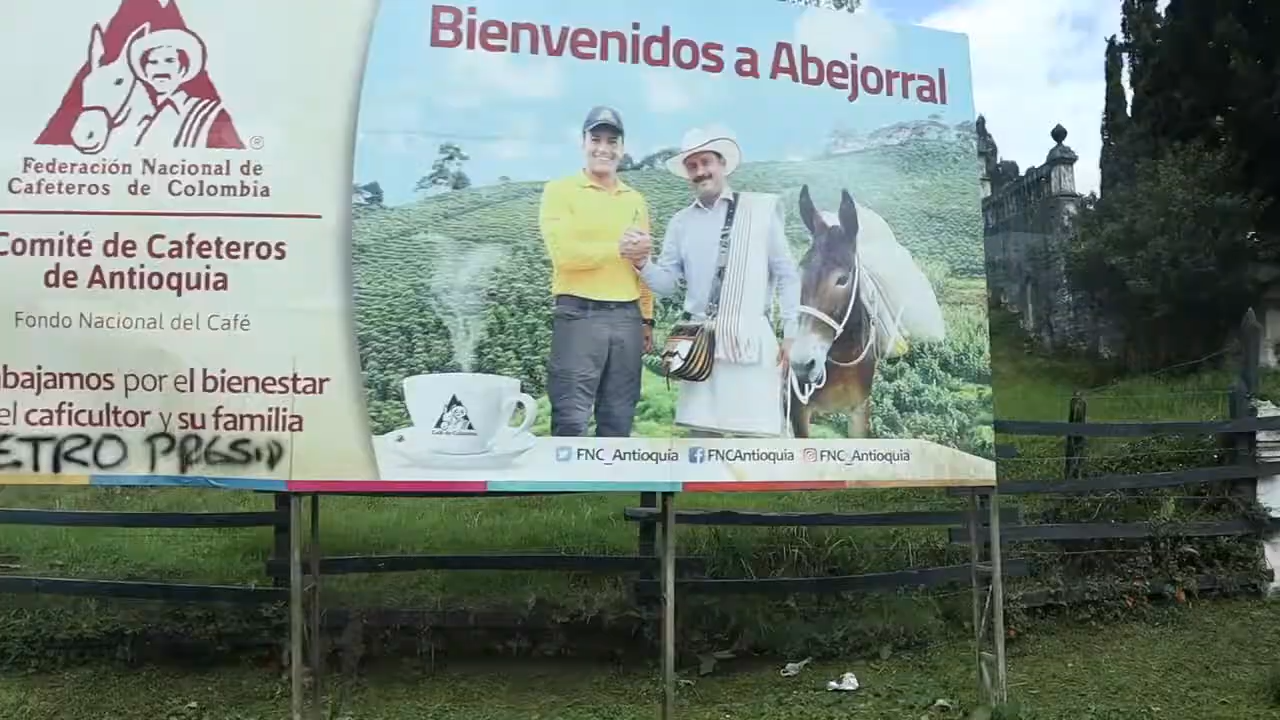 Bienvenidos a Abejorral
Federación Nacional de
Cafeteros de Colombia
Comité de Cafeteros
de Antioquia
Fondo Nacional del Café
abajamos por el bienestar
el caficultor y su familia
ETRO PRESID
FNC_Antioquia FNCAntioquia FNC_Antioquia